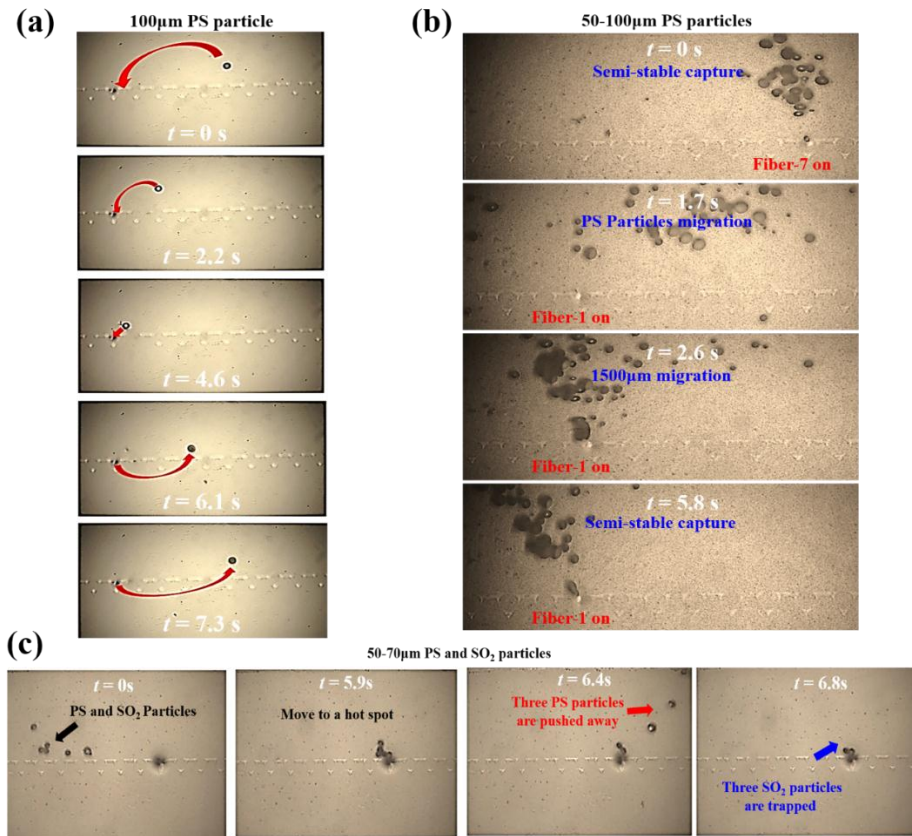 (a)
100µm PS particle
t = 0 s
t = 2.2 s
t = 4.6 s
t = 6.1 s
t = 7.3 s
(b)
50-100µm PS particles
t = 0 s
Semi-stable capture
Fiber-7 on
t = 1.7 s
PS Particles migration
Fiber-1 on
t = 2.6 s
1500µm migration
Fiber-1 on
t = 5.8 s
Semi-stable capture
Fiber-1 on
(c)
50-70µm PS and SO₂ particles
t = 0s
PS and SO₂ Particles
t = 5.9s
Move to a hot spot
t = 6.4s
Three PS particles
are pushed away
t = 6.8s
Three SO₂ particles
are trapped